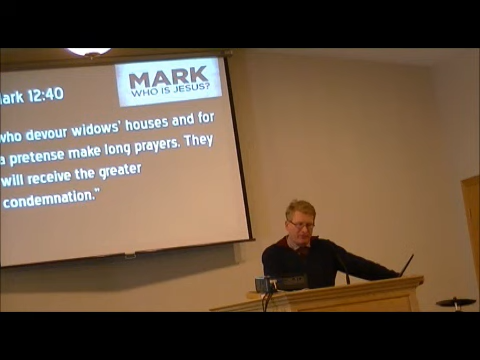 Mark 12:40
MARK
WHO IS JESUS?
who devour widows' houses and for
a pretense make long prayers. They
will receive the greater
condemnation."